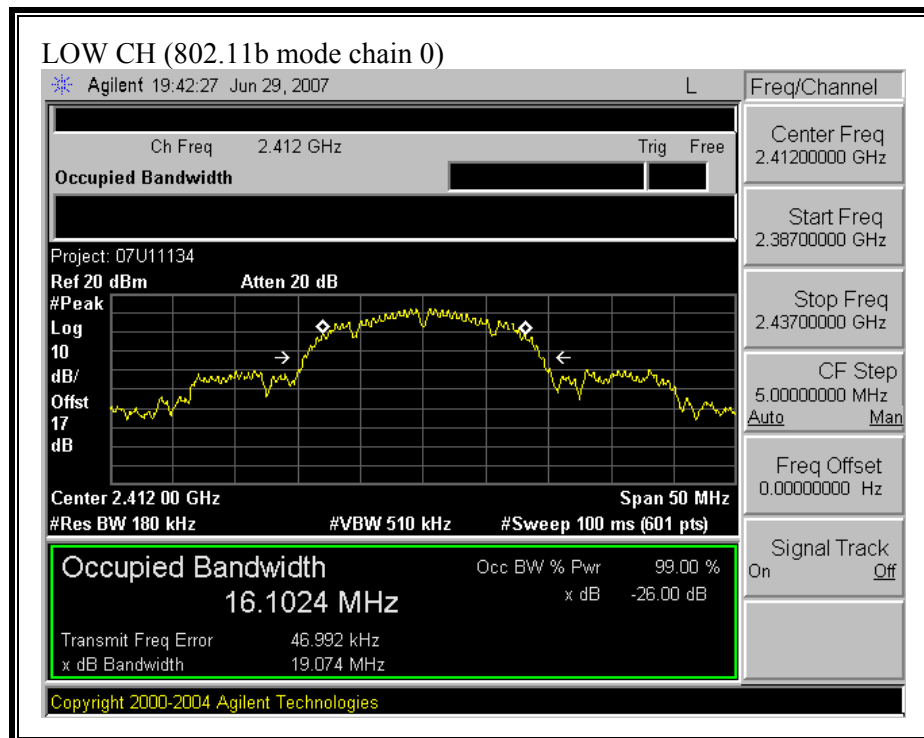 LOW CH (802.11b mode chain 0)
Agilent 19:42:27 Jun 29, 2007 L
Freq/Channel
Ch Freq 2.412 GHz Trig Free
Occupied Bandwidth
Center Freq
2.41200000 GHz
Start Freq
2.38700000 GHz
Stop Freq
2.43700000 GHz
CF Step
5.00000000 MHz
Auto Man
Freq Offset
0.00000000 Hz
Signal Track
On Off
Project: 07U11134
Ref 20 dBm Atten 20 dB
#Peak
Log
10
dB/
Offst
17
dB
Center 2.412 00 GHz Span 50 MHz
#Res BW 180 kHz #VBW 510 kHz #Sweep 100 ms (601 pts)
Occupied Bandwidth Occ BW % Pwr 99.00 %
16.1024 MHz x dB -26.00 dB
Transmit Freq Error 46.992 kHz
x dB Bandwidth 19.074 MHz
Copyright 2000-2004 Agilent Technologies